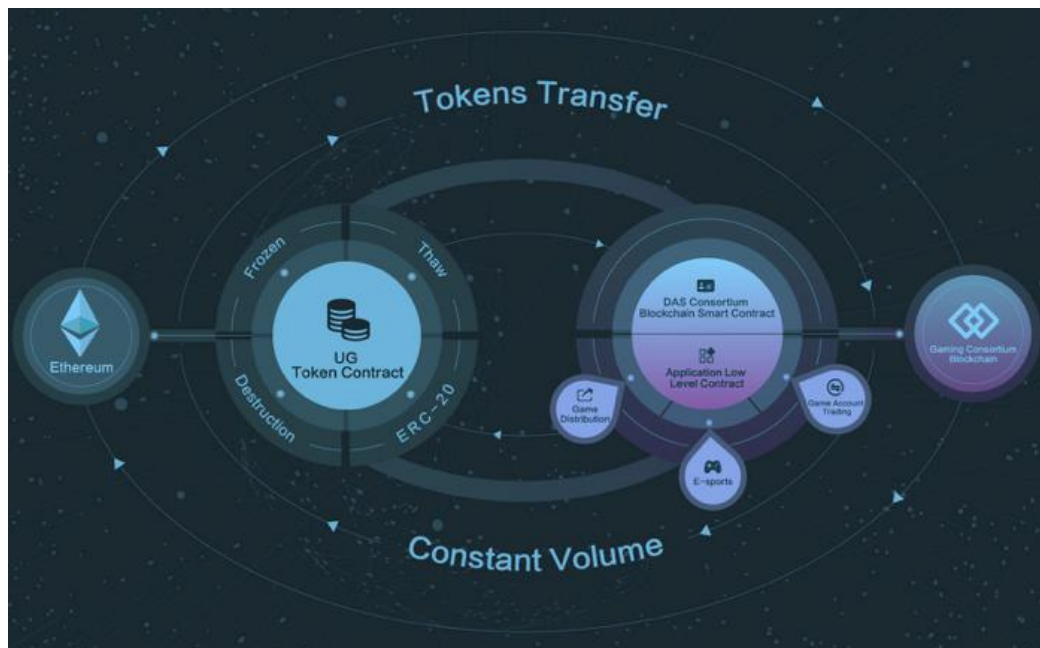 Tokens Transfer
Frozen
Thaw
Destruction
ERC-20
UG
Token Contract
Ethereum
DAS Consortium
Blockchain Smart Contract
Application Low
Level Contract
Game
Distribution
E-sports
Game Account
Trading
Gaming Consortium
Blockchain
Constant Volume